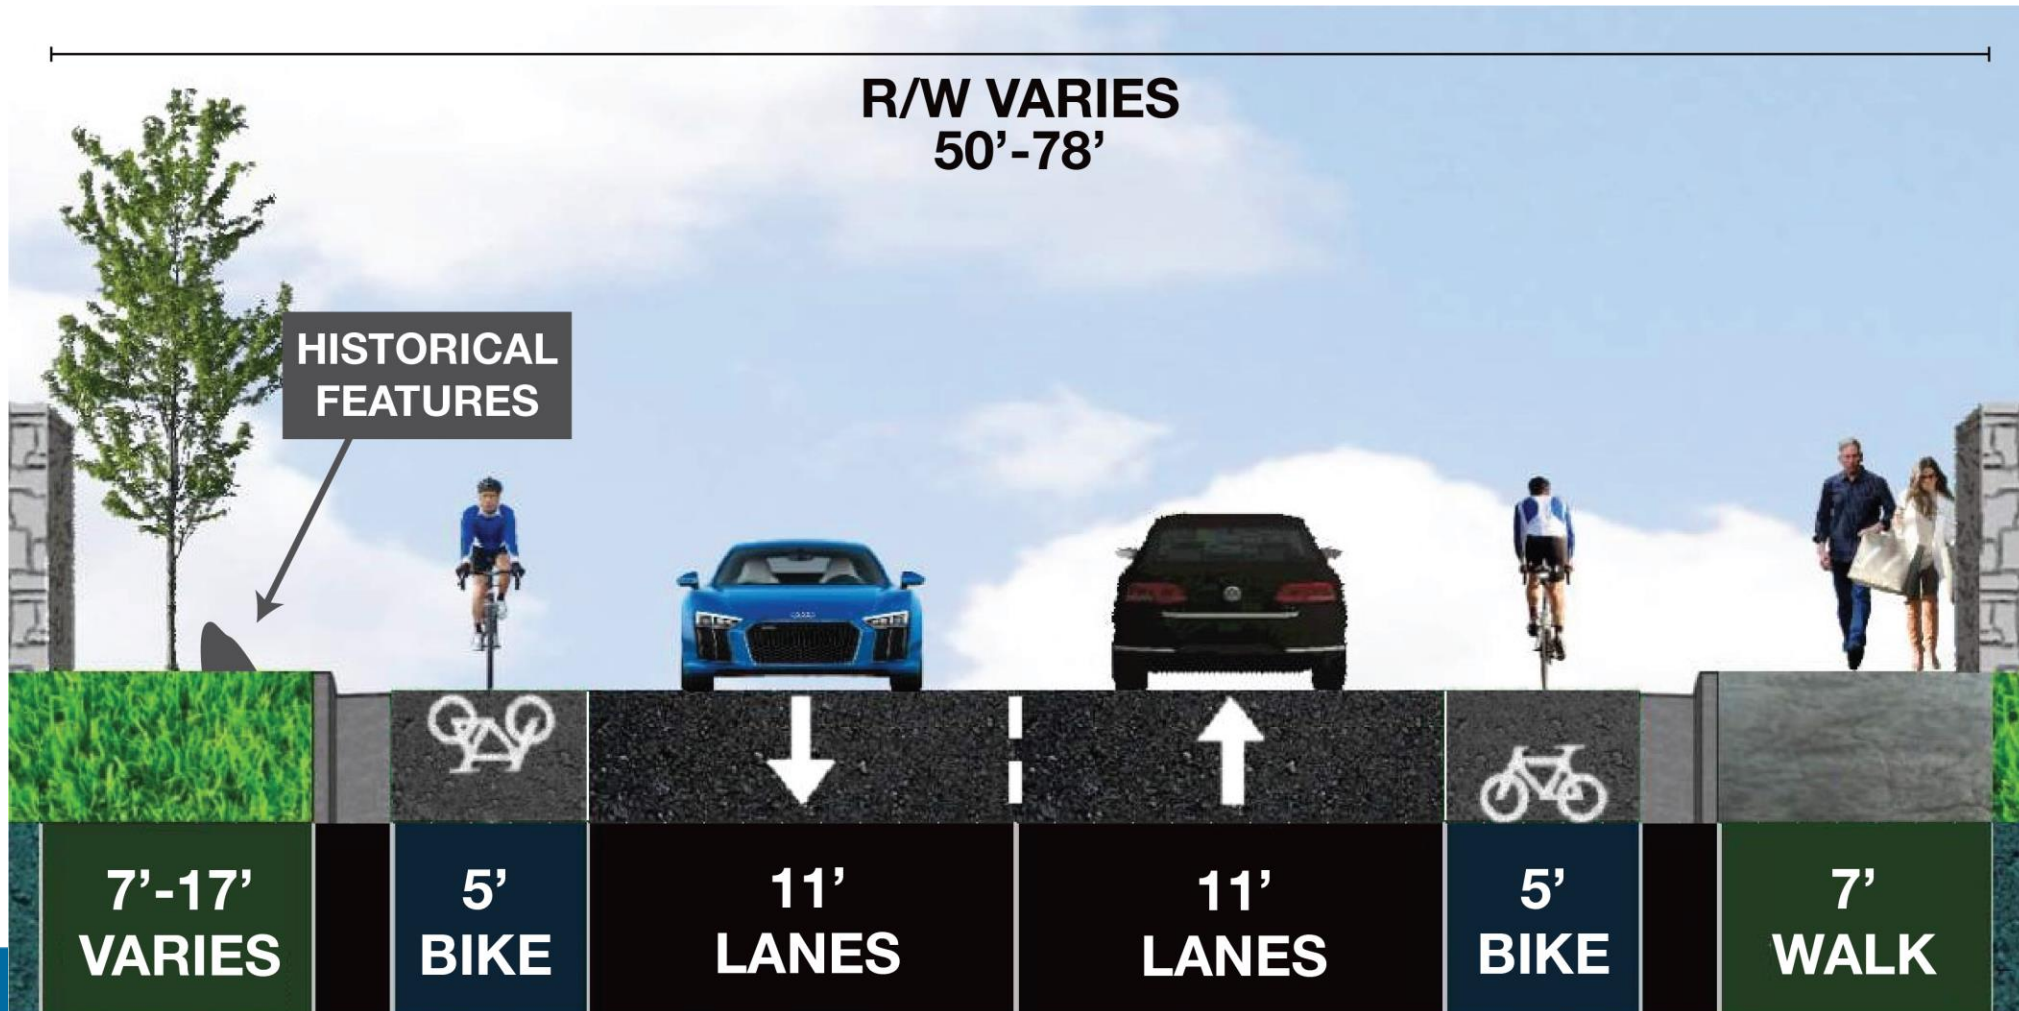 R/W VARIES
50’-78’
HISTORICAL
FEATURES
7’-17’
VARIES
5’
BIKE
11’
LANES
11’
LANES
5’
BIKE
7’
WALK